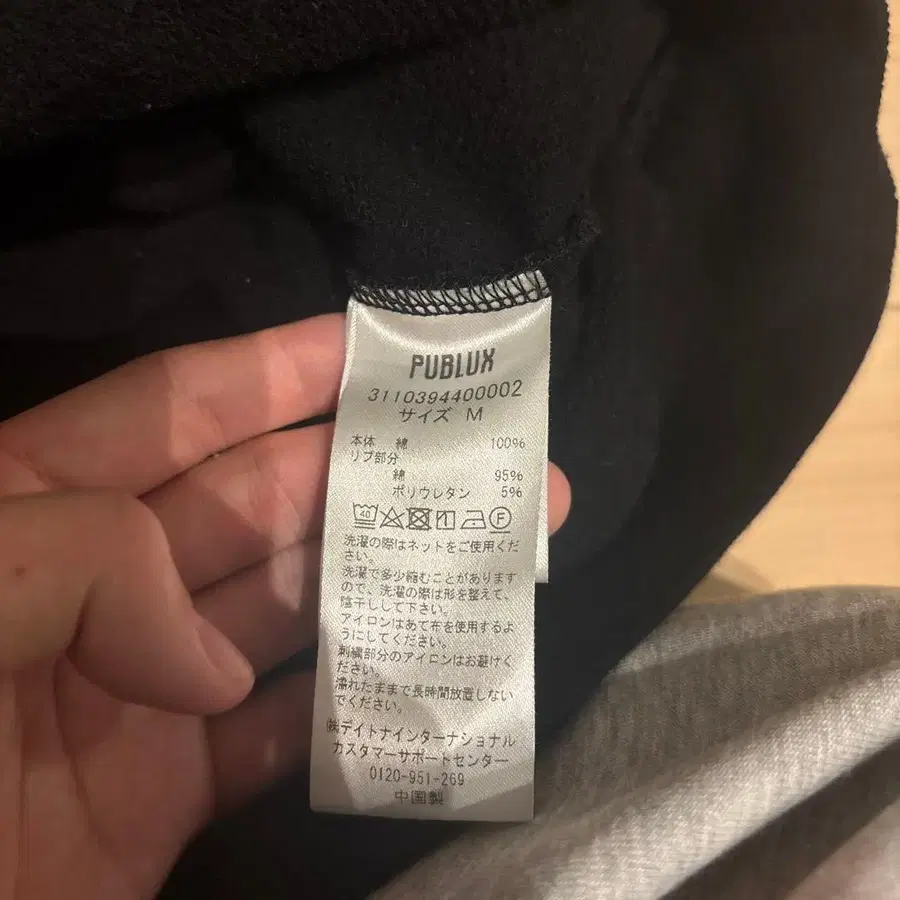 PUBLUX
3110394400002
サイズ M
本体 綿 100%
リブ部分
綿 95%
ポリウレタン 5%
40 F
洗濯の際はネットをご使用くだ
さい。
洗濯で多少縮むことがあります
ので、洗濯の際は形を整えて、
陰干しして下さい。
アイロンはあて布を使用するよ
うにしてください。
刺繍部分のアイロンはお避けく
ださい。
濡れたままで長時間放置しない
でください。
㈱デイトナインターナショナル
カスタマーサポートセンター
0120-951-269
中国製